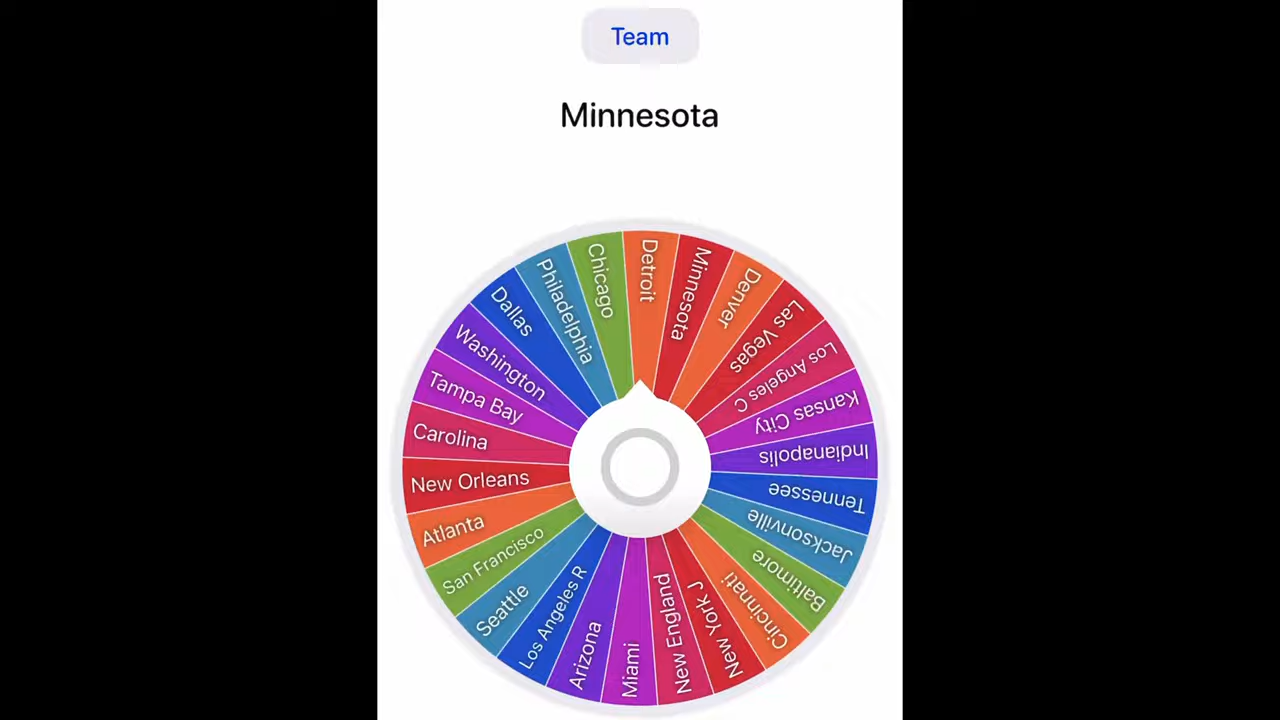 Team
Minnesota
Detroit
Minnesota
Denver
Las Vegas
Los Angeles C
Kansas City
Indianapolis
Tennessee
Jacksonville
Baltimore
Cincinnati
New York J
New England
Miami
Arizona
Los Angeles R
Seattle
San Francisco
Atlanta
New Orleans
Carolina
Tampa Bay
Washington
Dallas
Philadelphia
Chicago